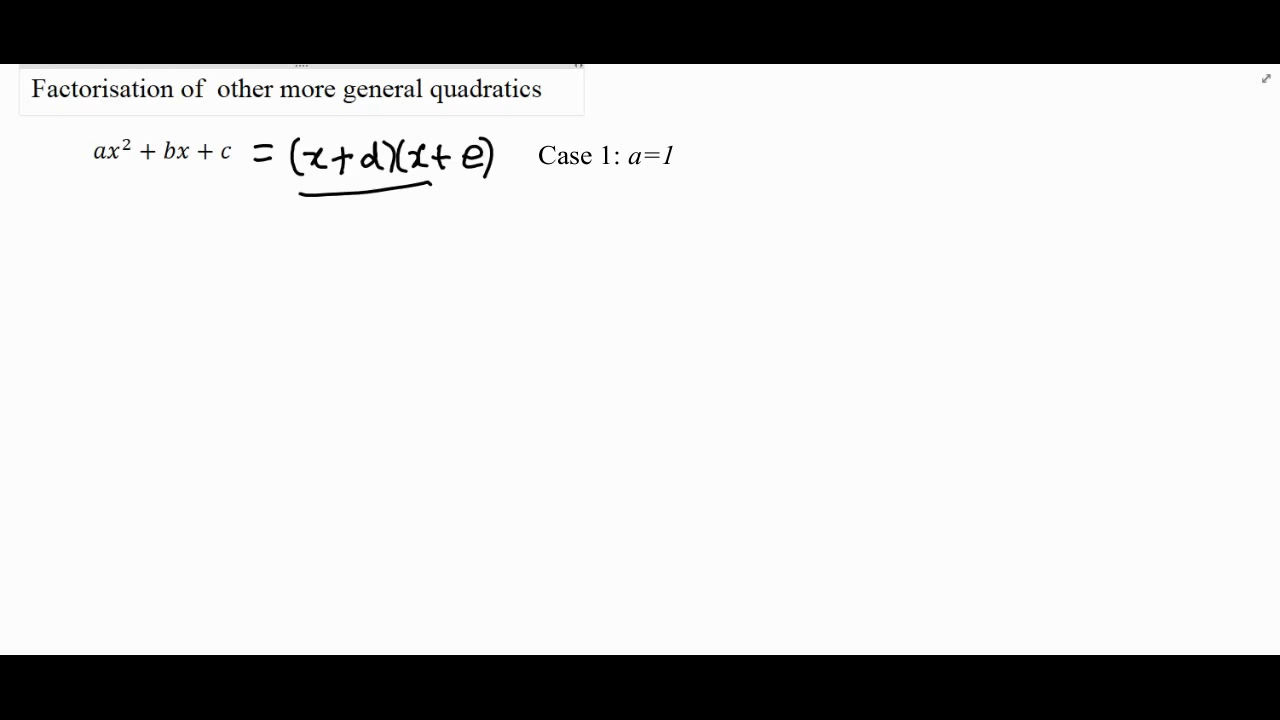 Factorisation of other more general quadratics
ax² + bx + c = (x+d)(x+e) Case 1: a=1